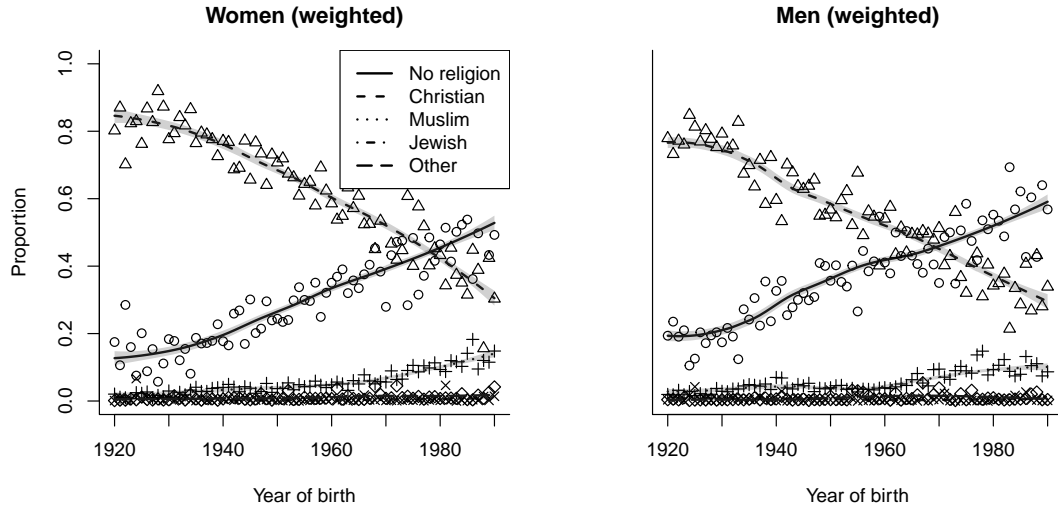 Women (weighted)
Men (weighted)
Proportion
0.0
0.2
0.4
0.6
0.8
1.0
No religion
Christian
Muslim
Jewish
Other
1920
1940
1960
1980
Year of birth
1920
1940
1960
1980
Year of birth